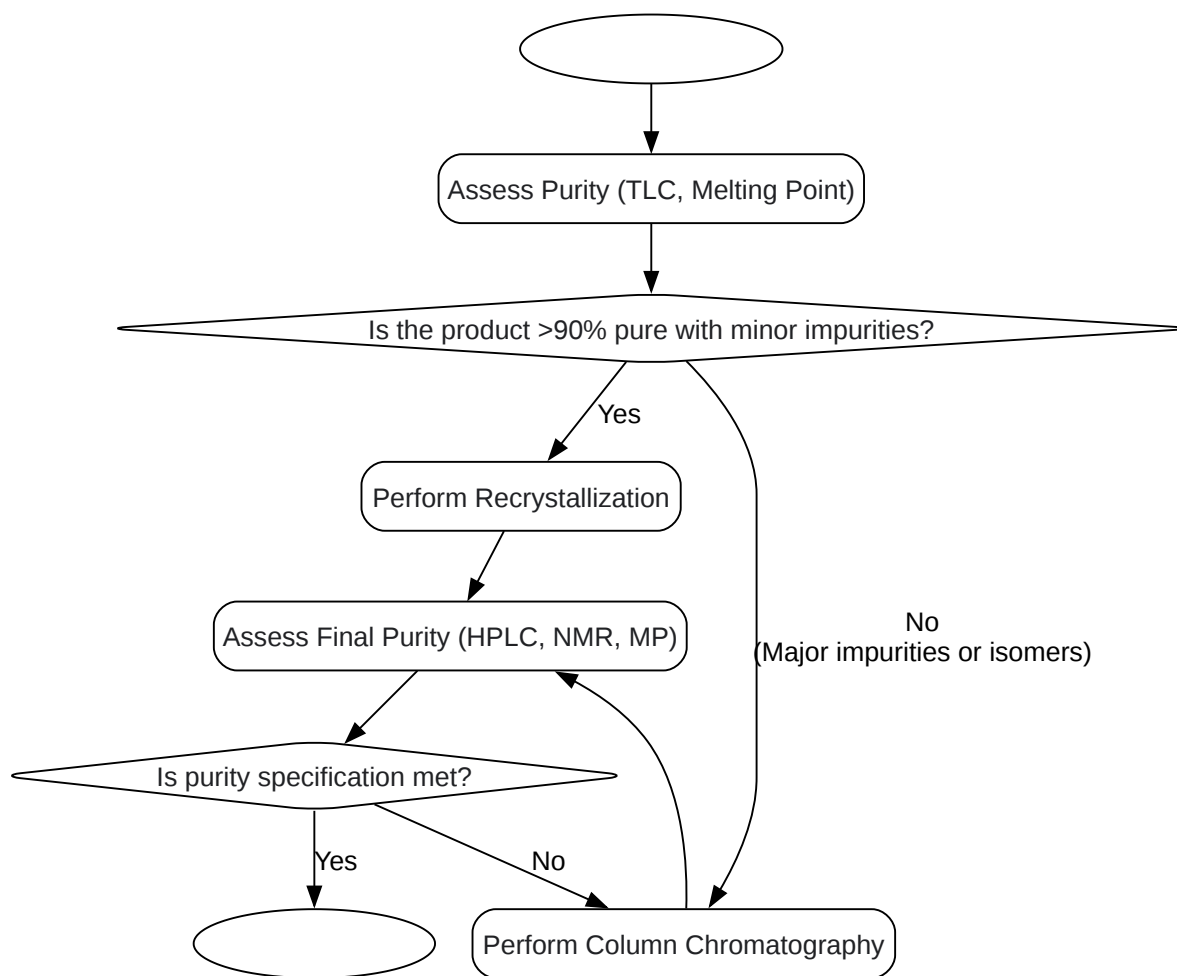 Assess Purity (TLC, Melting Point)
Is the product >90% pure with minor impurities?
Yes
Perform Recrystallization
Assess Final Purity (HPLC, NMR, MP)
No
(Major impurities or isomers)
Is purity specification met?
Yes
No
Perform Column Chromatography